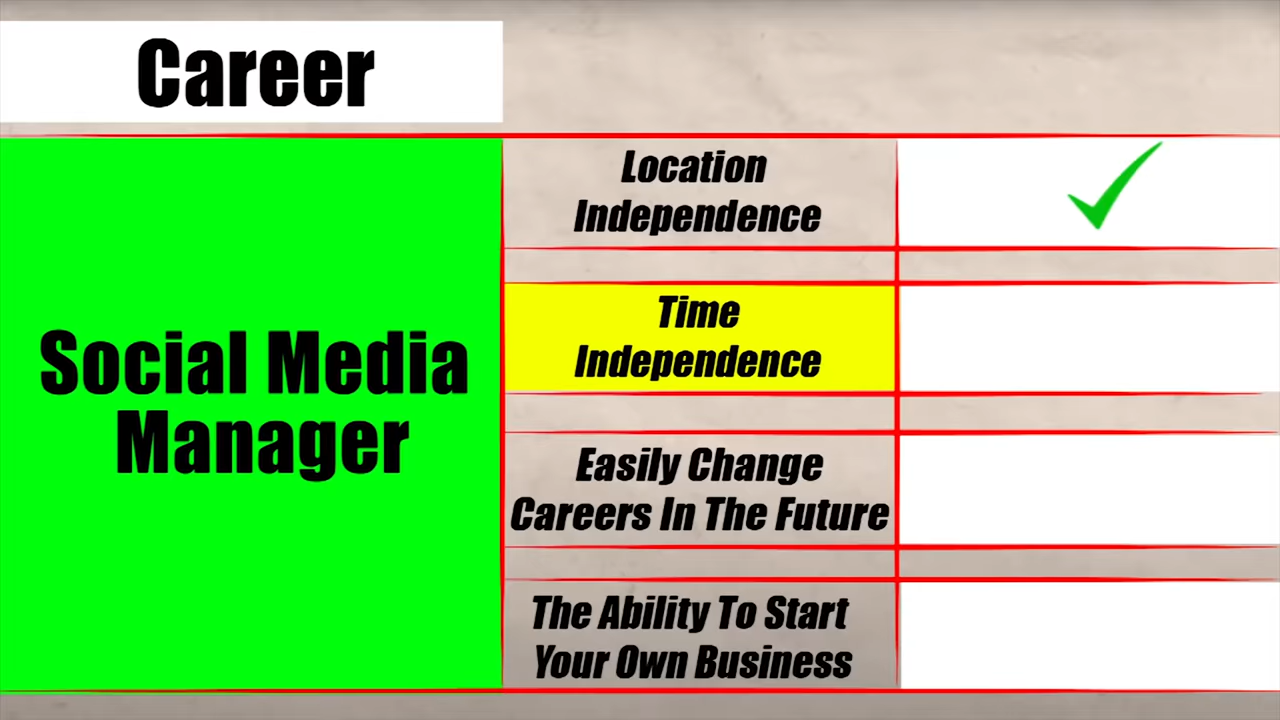 Career
Social Media
Manager
Location
Independence
Time
Independence
Easily Change
Careers In The Future
The Ability To Start
Your Own Business